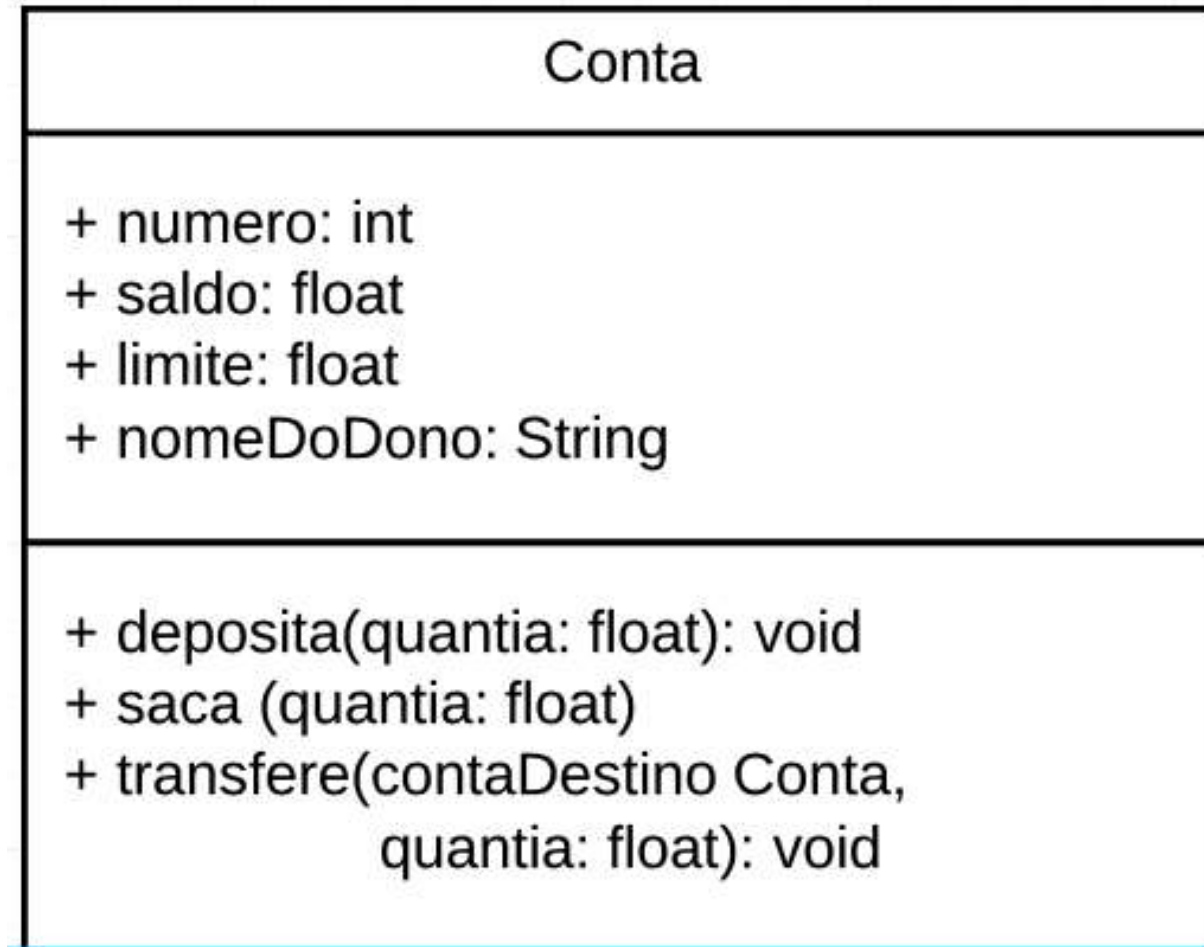 Conta
+ numero: int
+ saldo: float
+ limite: float
+ nomeDoDono: String
+ deposita(quantia: float): void
+ saca (quantia: float)
+ transfere(contaDestino Conta,
quantia: float): void